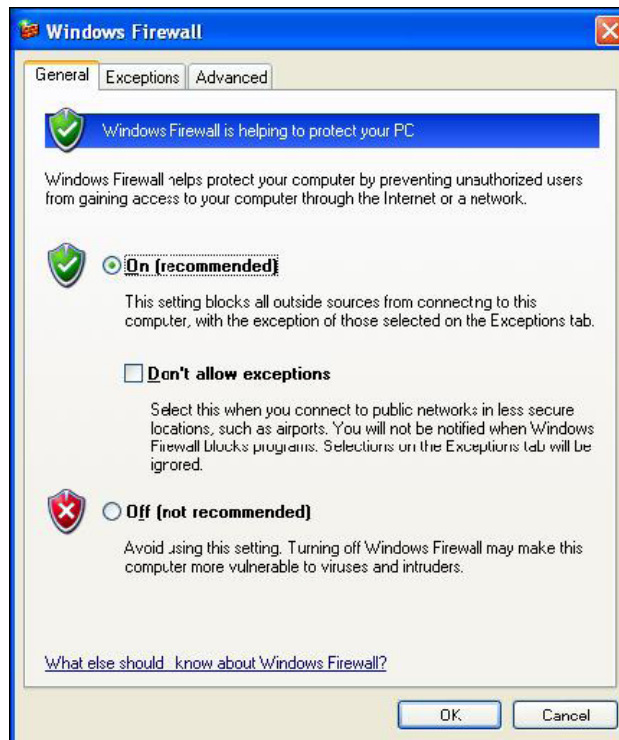 Windows Firewall
General Exceptions Advanced
Windows Firewall is helping to protect your PC
Windows Firewall helps protect your computer by preventing unauthorized users
from gaining access to your computer through the Internet or a network.
On (recommended)
This setting blocks all outside sources from connecting to this
computer, with the exception of those selected on the Exceptions tab.
Don't allow exceptions
Select this when you connect to public networks in less secure
locations, such as airports. You will not be notified when Windows
Firewall blocks programs. Selections on the Exceptions tab will be
ignored.
Off (not recommended)
Avoid using this setting. Turning off Windows Firewall may make this
computer more vulnerable to viruses and intruders.
What else should know about Windows Firewall?
OK Cancel